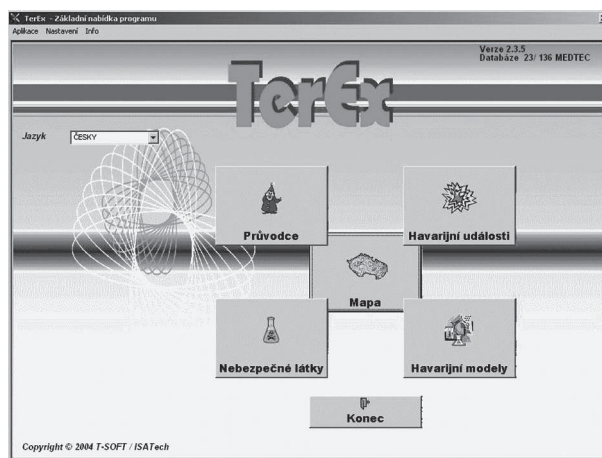 TerEx - Základní nabídka programu
Aplikace Nastavení Info
Verze 2.3.5
Databáze 23/ 136 MEDTEC
TerEx
Jazyk ČESKY
Průvodce
Havarijní události
Mapa
Nebezpečné látky
Havarijní modely
Konec
Copyright © 2004 T-SOFT / ISATech